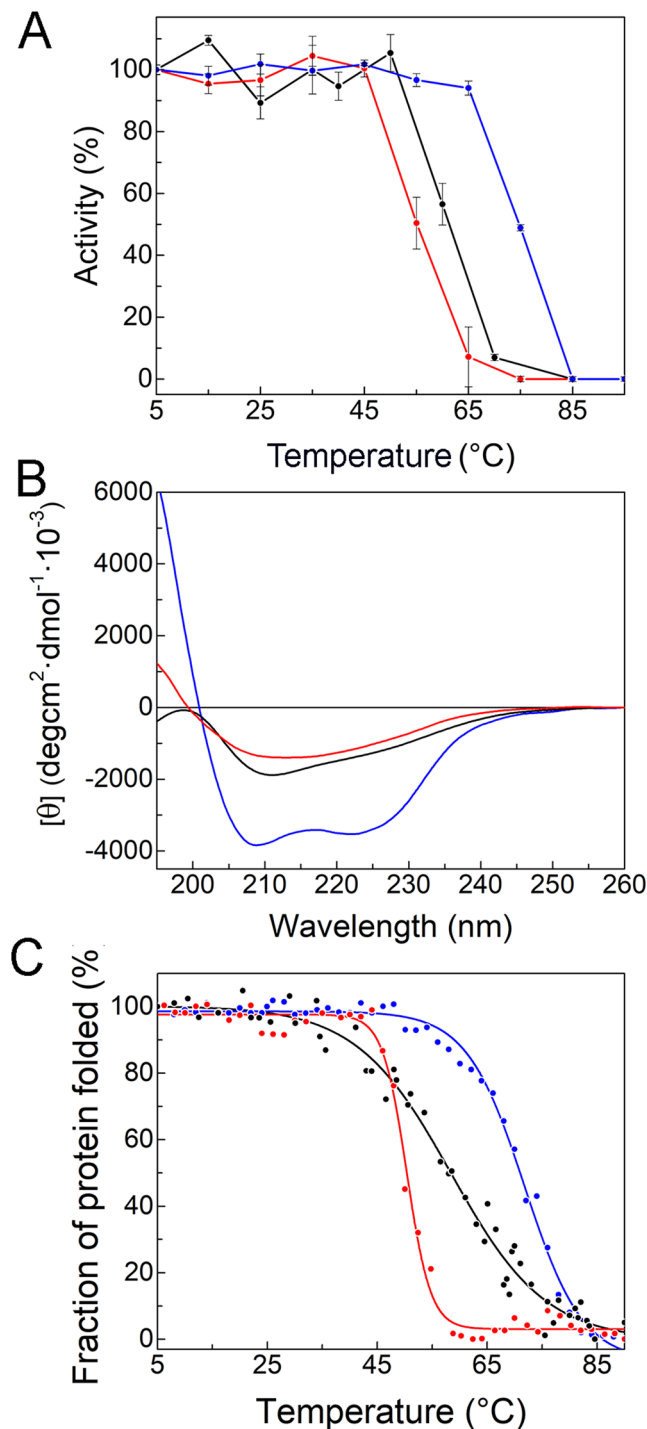 A
Activity (%)
100
80
60
40
20
0
5 25 45 65 85
Temperature (°C)
B
[θ] (degcm²·dmol⁻¹·10⁻³)
6000
4000
2000
0
-2000
-4000
200 210 220 230 240 250 260
Wavelength (nm)
C
Fraction of protein folded (%
100
80
60
40
20
0
5 25 45 65 85
Temperature (°C)